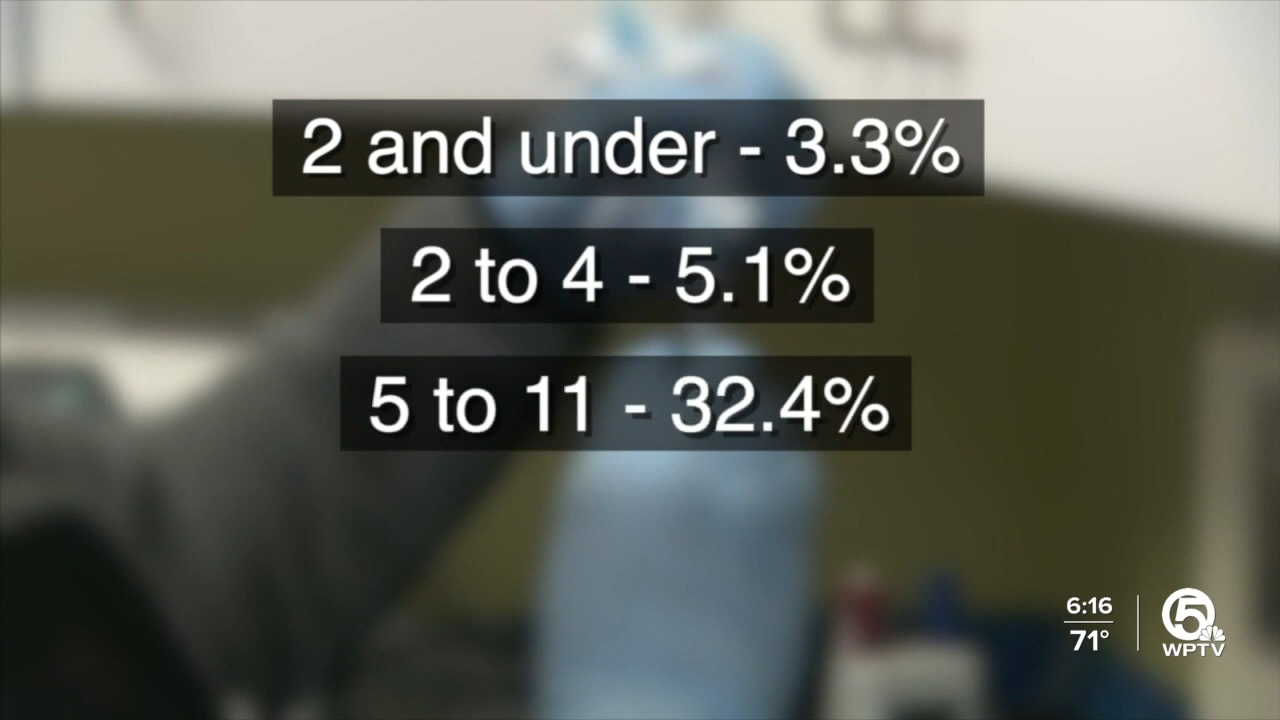 2 and under - 3.3%
2 to 4 - 5.1%
5 to 11 - 32.4%
6:16
71°
5
WPTV